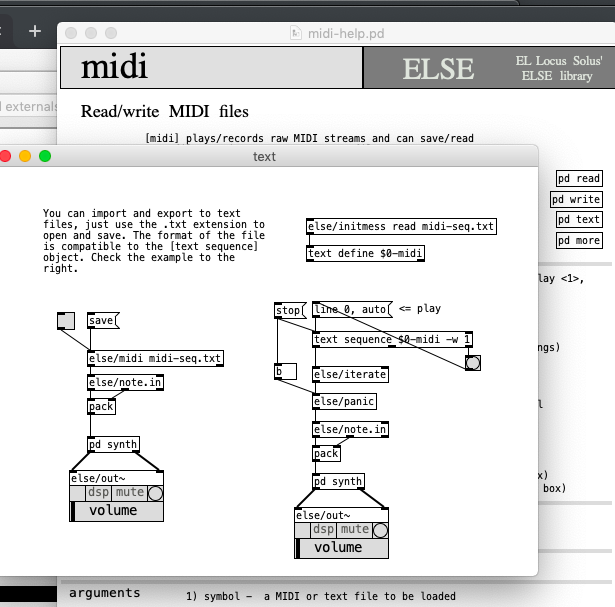 midi-help.pd
midi
ELSE
EL Locus Solus'
ELSE library
externals
Read/write MIDI files
[midi] plays/records raw MIDI streams and can save/read
text
pd read
pd write
pd text
pd more
You can import and export to text
files, just use the .txt extension to
open and save. The format of the file
is compatible to the [text sequence]
object. Check the example to the
right.
else/initmess read midi-seq.txt
text define $0-midi
lay <1>,
save
stop
line 0, auto
<= play
text sequence $0-midi -w 1
ngs)
else/midi midi-seq.txt
else/note.in
pack
b
else/iterate
else/panic
else/note.in
pack
pd synth
else/out~
dsp mute
volume
pd synth
else/out~
dsp mute
volume
x)
box)
arguments
1) symbol - a MIDI or text file to be loaded